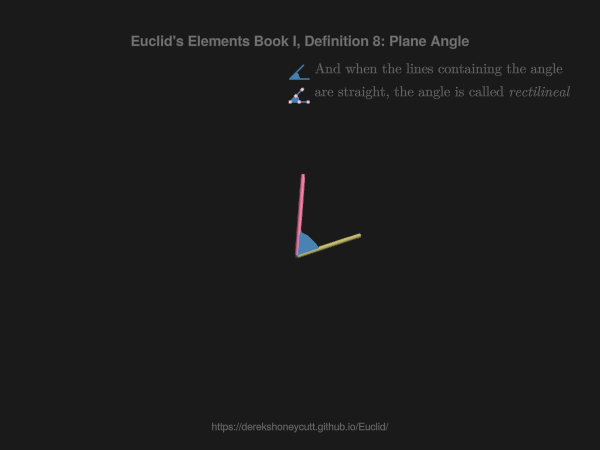 Euclid's Elements Book I, Definition 8: Plane Angle
And when the lines containing the angle
are straight, the angle is called rectilineal
https://derekshoneycutt.github.io/Euclid/